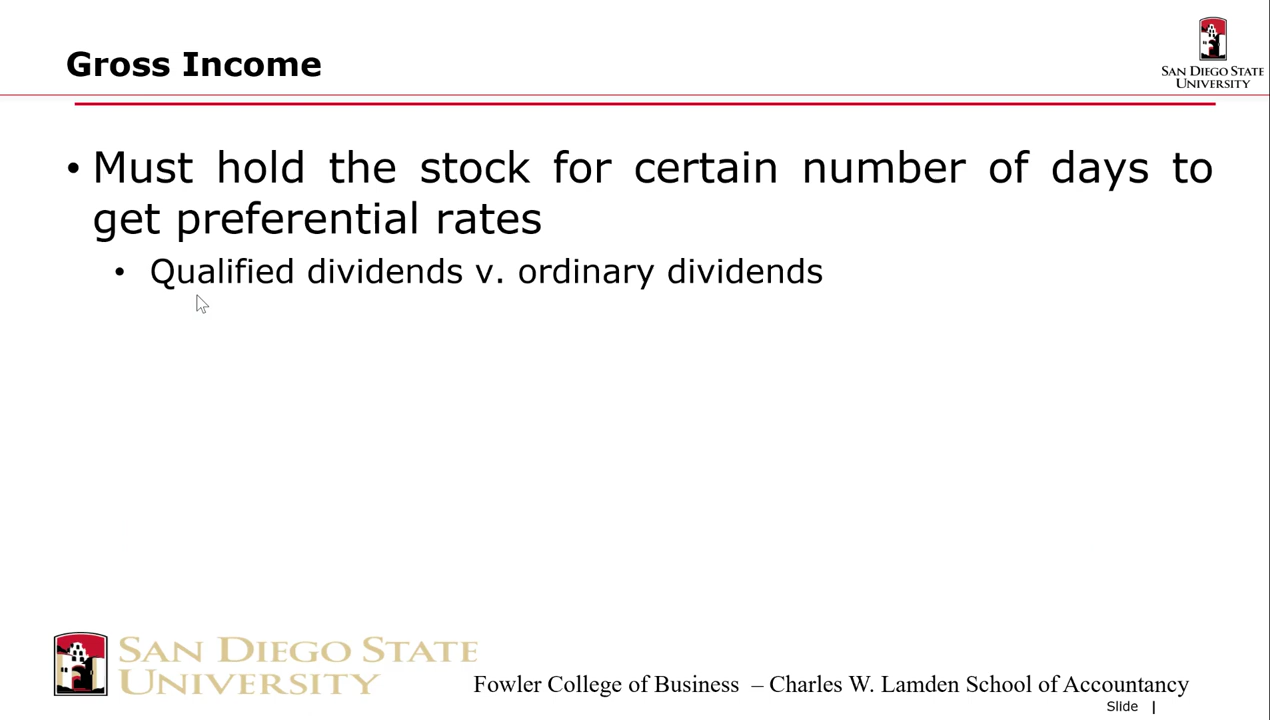 Gross Income
SAN DIEGO STATE
UNIVERSITY
• Must hold the stock for certain number of days to
get preferential rates
• Qualified dividends v. ordinary dividends
SAN DIEGO STATE
UNIVERSITY
Fowler College of Business – Charles W. Lamden School of Accountancy
Slide |